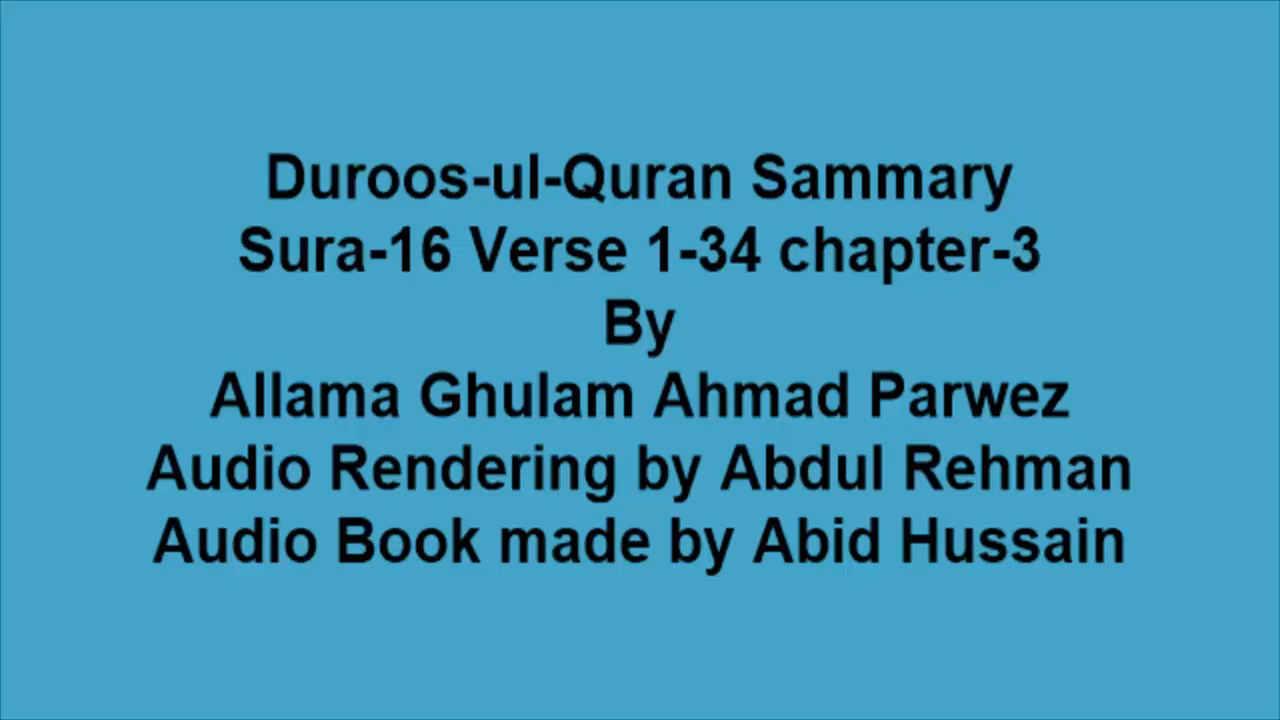 Duroos-ul-Quran Sammary
Sura-16 Verse 1-34 chapter-3
By
Allama Ghulam Ahmad Parwez
Audio Rendering by Abdul Rehman
Audio Book made by Abid Hussain